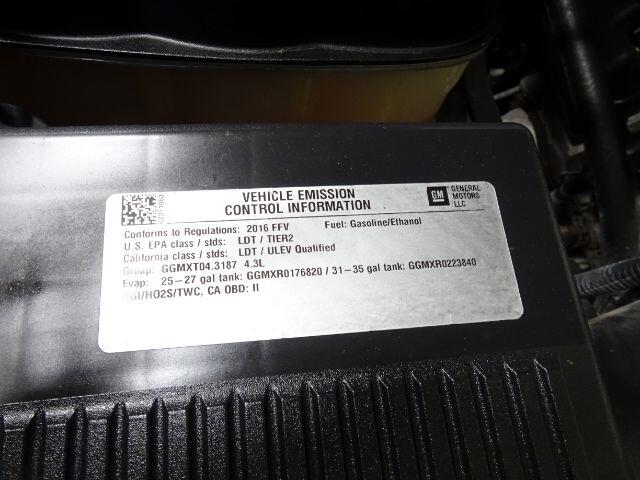 VEHICLE EMISSION
CONTROL INFORMATION
GM GENERAL
MOTORS
LLC
Conforms to Regulations: 2016 FFV Fuel: Gasoline/Ethanol
U.S. EPA class / stds: LDT / TIER2
California class / stds: LDT / ULEV Qualified
Group: GGMXT04.3187 4.3L
Evap: 25-27 gal tank: GGMXR0176820 / 31-35 gal tank: GGMXR0223840
DGI/HO2S/TWC, CA OBD: II